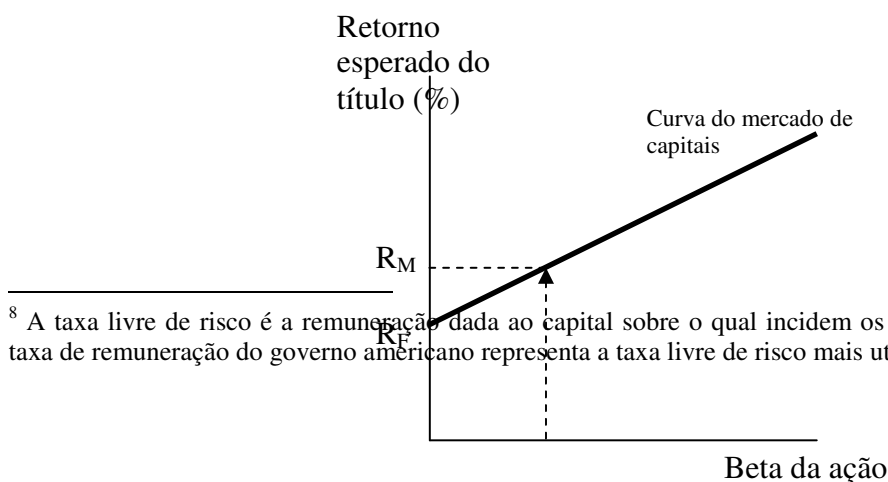 Retorno
esperado do
título (%)
Curva do mercado de
capitais
R_M
8 A taxa livre de risco é a remuneração dada ao capital sobre o qual incidem os
R_F
taxa de remuneração do governo americano representa a taxa livre de risco mais
Beta da ação